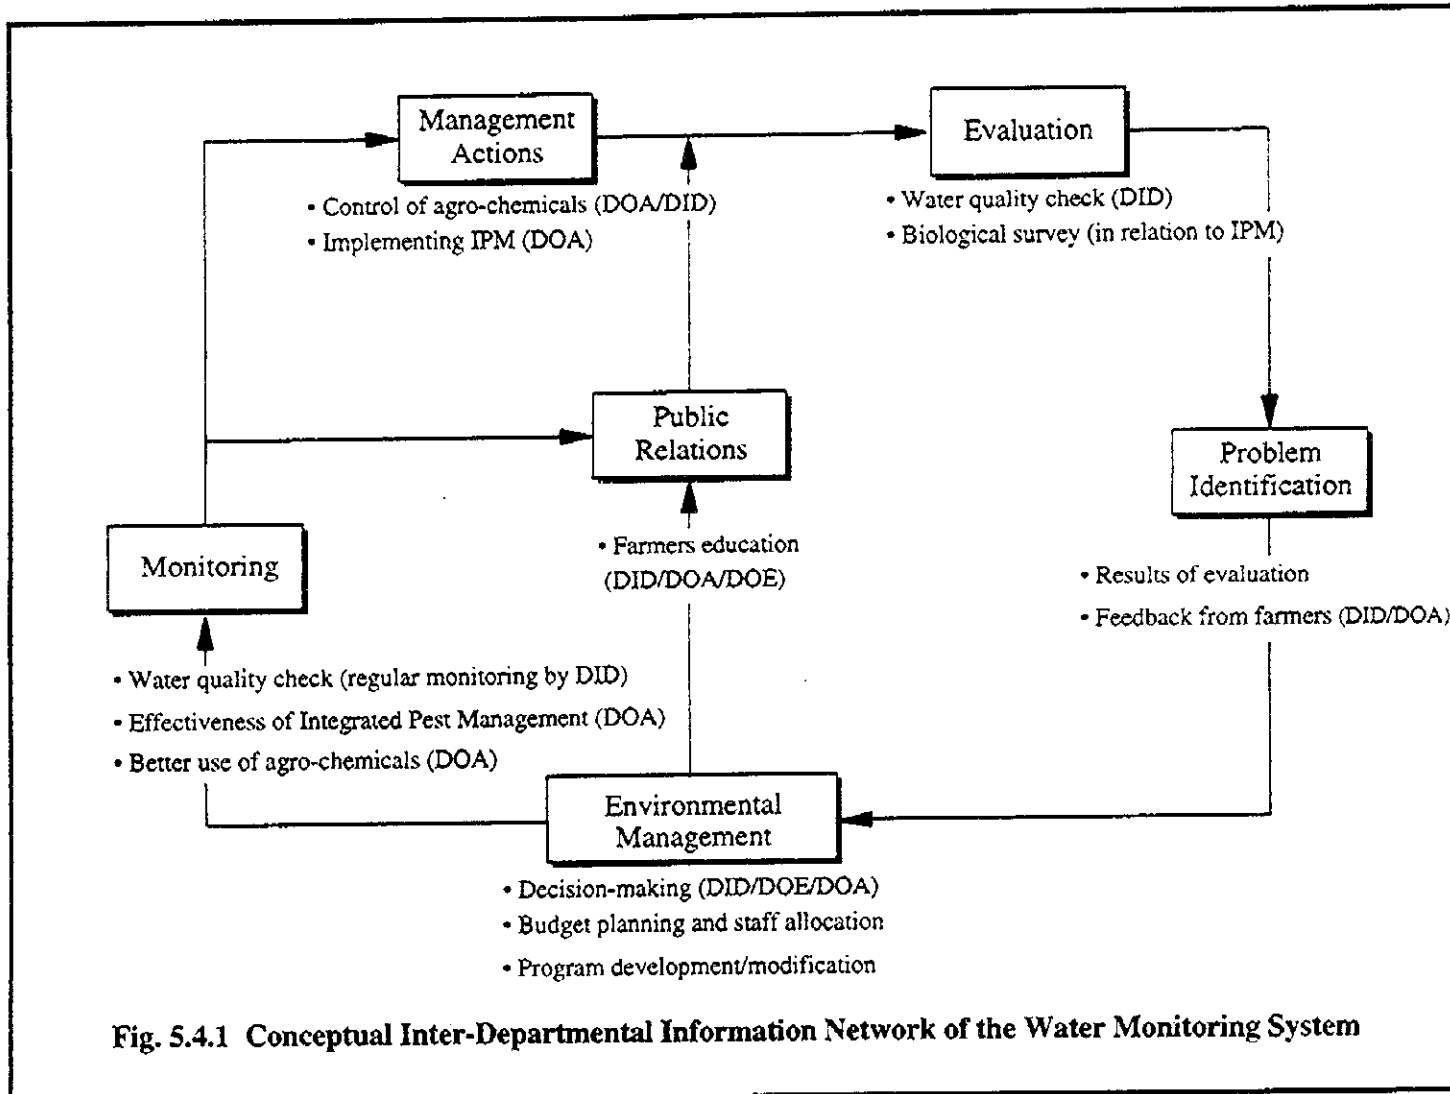 Management
Actions
• Control of agro-chemicals (DOA/DID)
• Implementing IPM (DOA)
Evaluation
• Water quality check (DID)
• Biological survey (in relation to IPM)
Public
Relations
• Farmers education
(DID/DOA/DOE)
Problem
Identification
• Results of evaluation
• Feedback from farmers (DID/DOA)
Monitoring
• Water quality check (regular monitoring by DID)
• Effectiveness of Integrated Pest Management (DOA)
• Better use of agro-chemicals (DOA)
Environmental
Management
• Decision-making (DID/DOE/DOA)
• Budget planning and staff allocation
• Program development/modification
Fig. 5.4.1 Conceptual Inter-Departmental Information Network of the Water Monitoring System